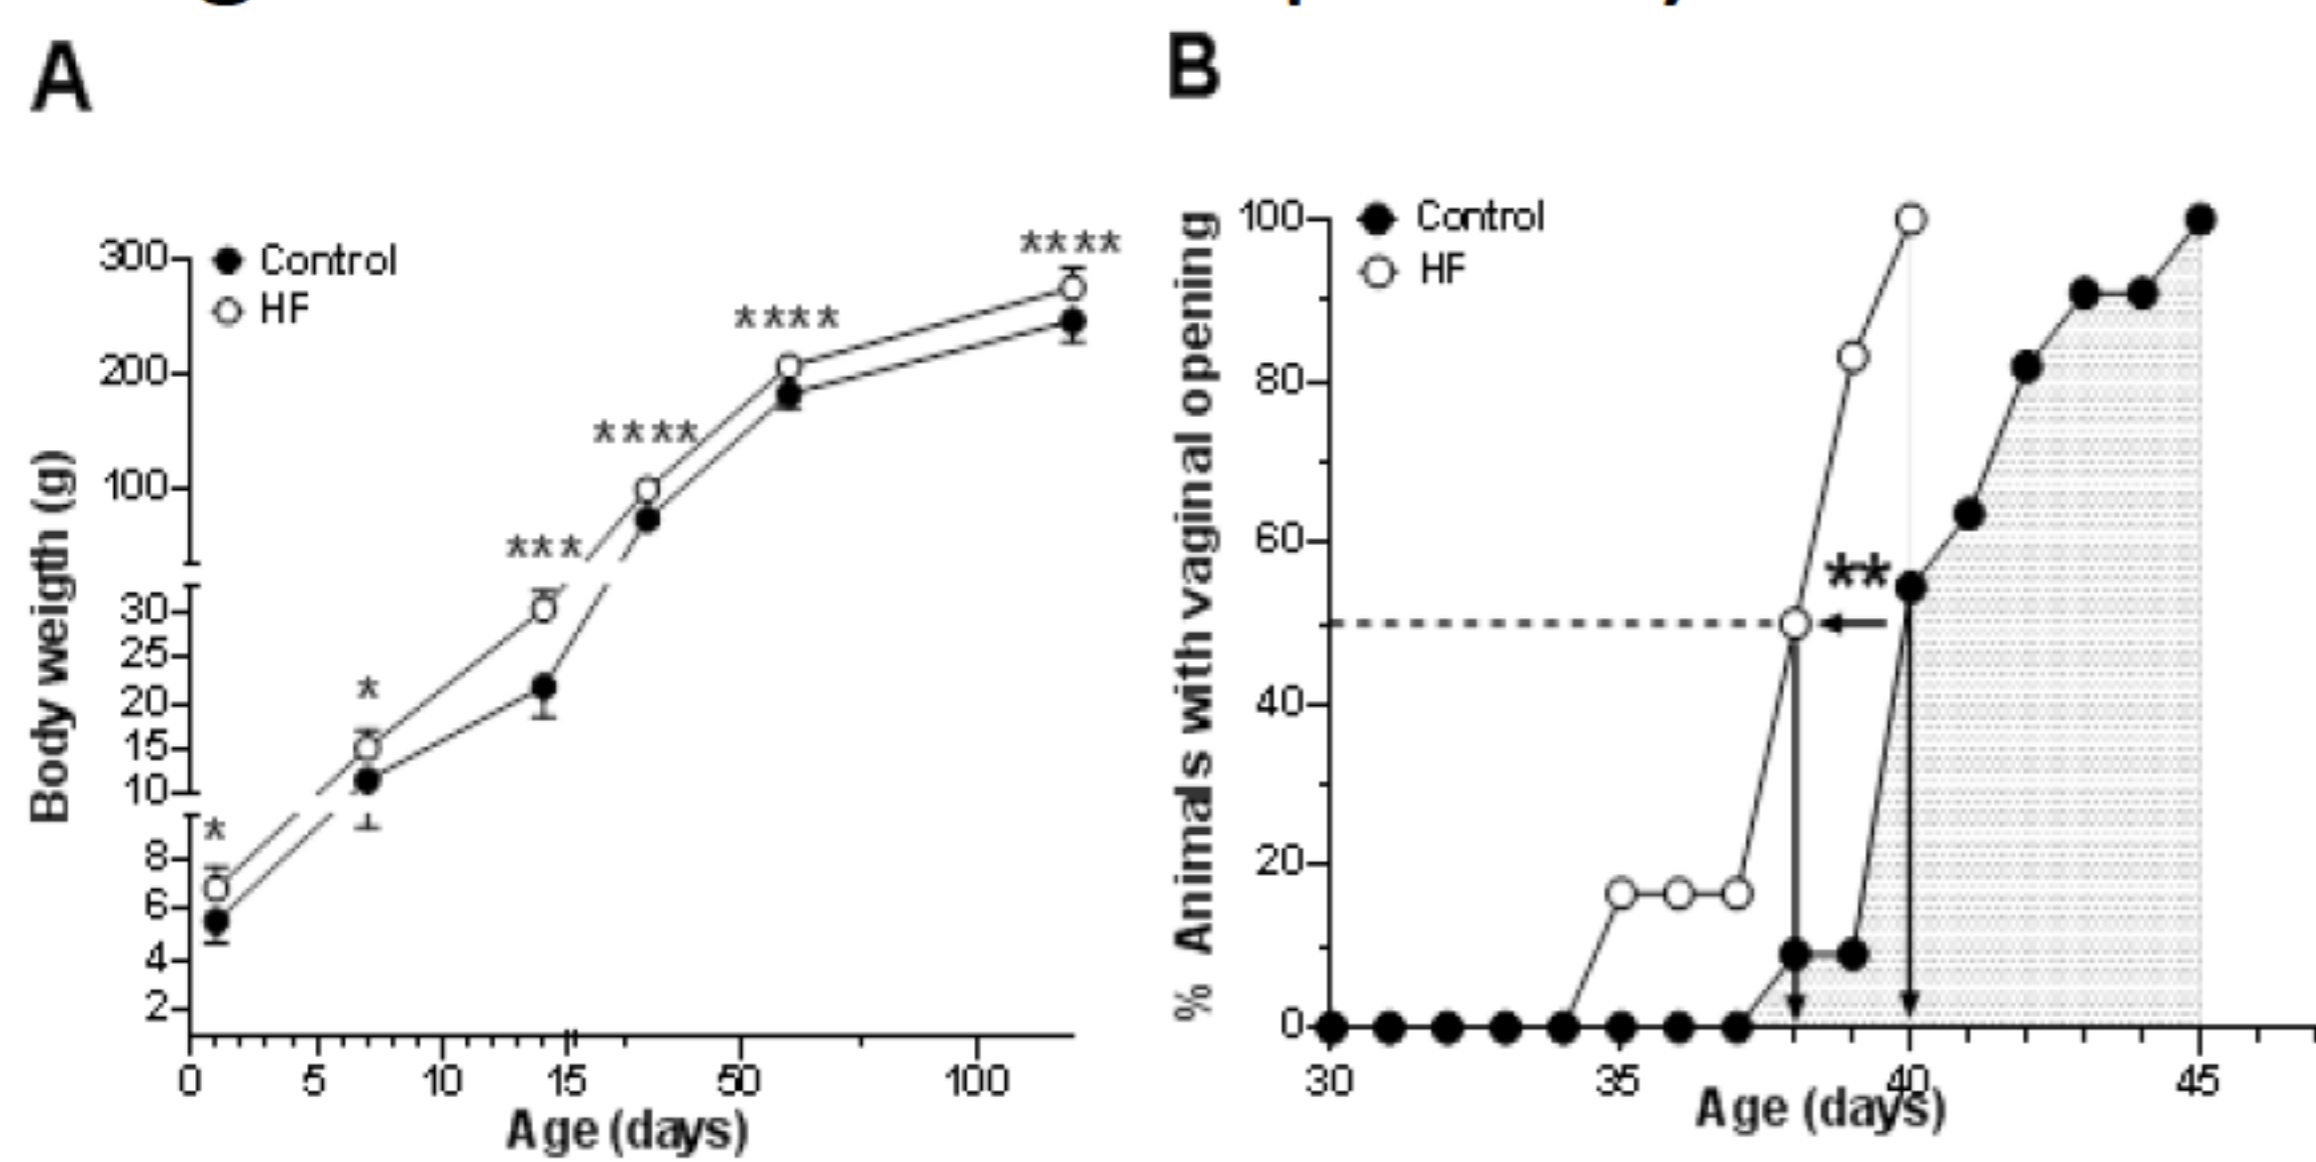 A
B
300
200
100
30
25
20
15
10
8
6
4
2
Control
HF
*
*
***
****
****
****
Body weigth (g)
0 5 10 15 50 100
Age (days)
100
80
60
40
20
0
Control
HF
**
% Animals with vaginal opening
30 35 40 45
Age (days)